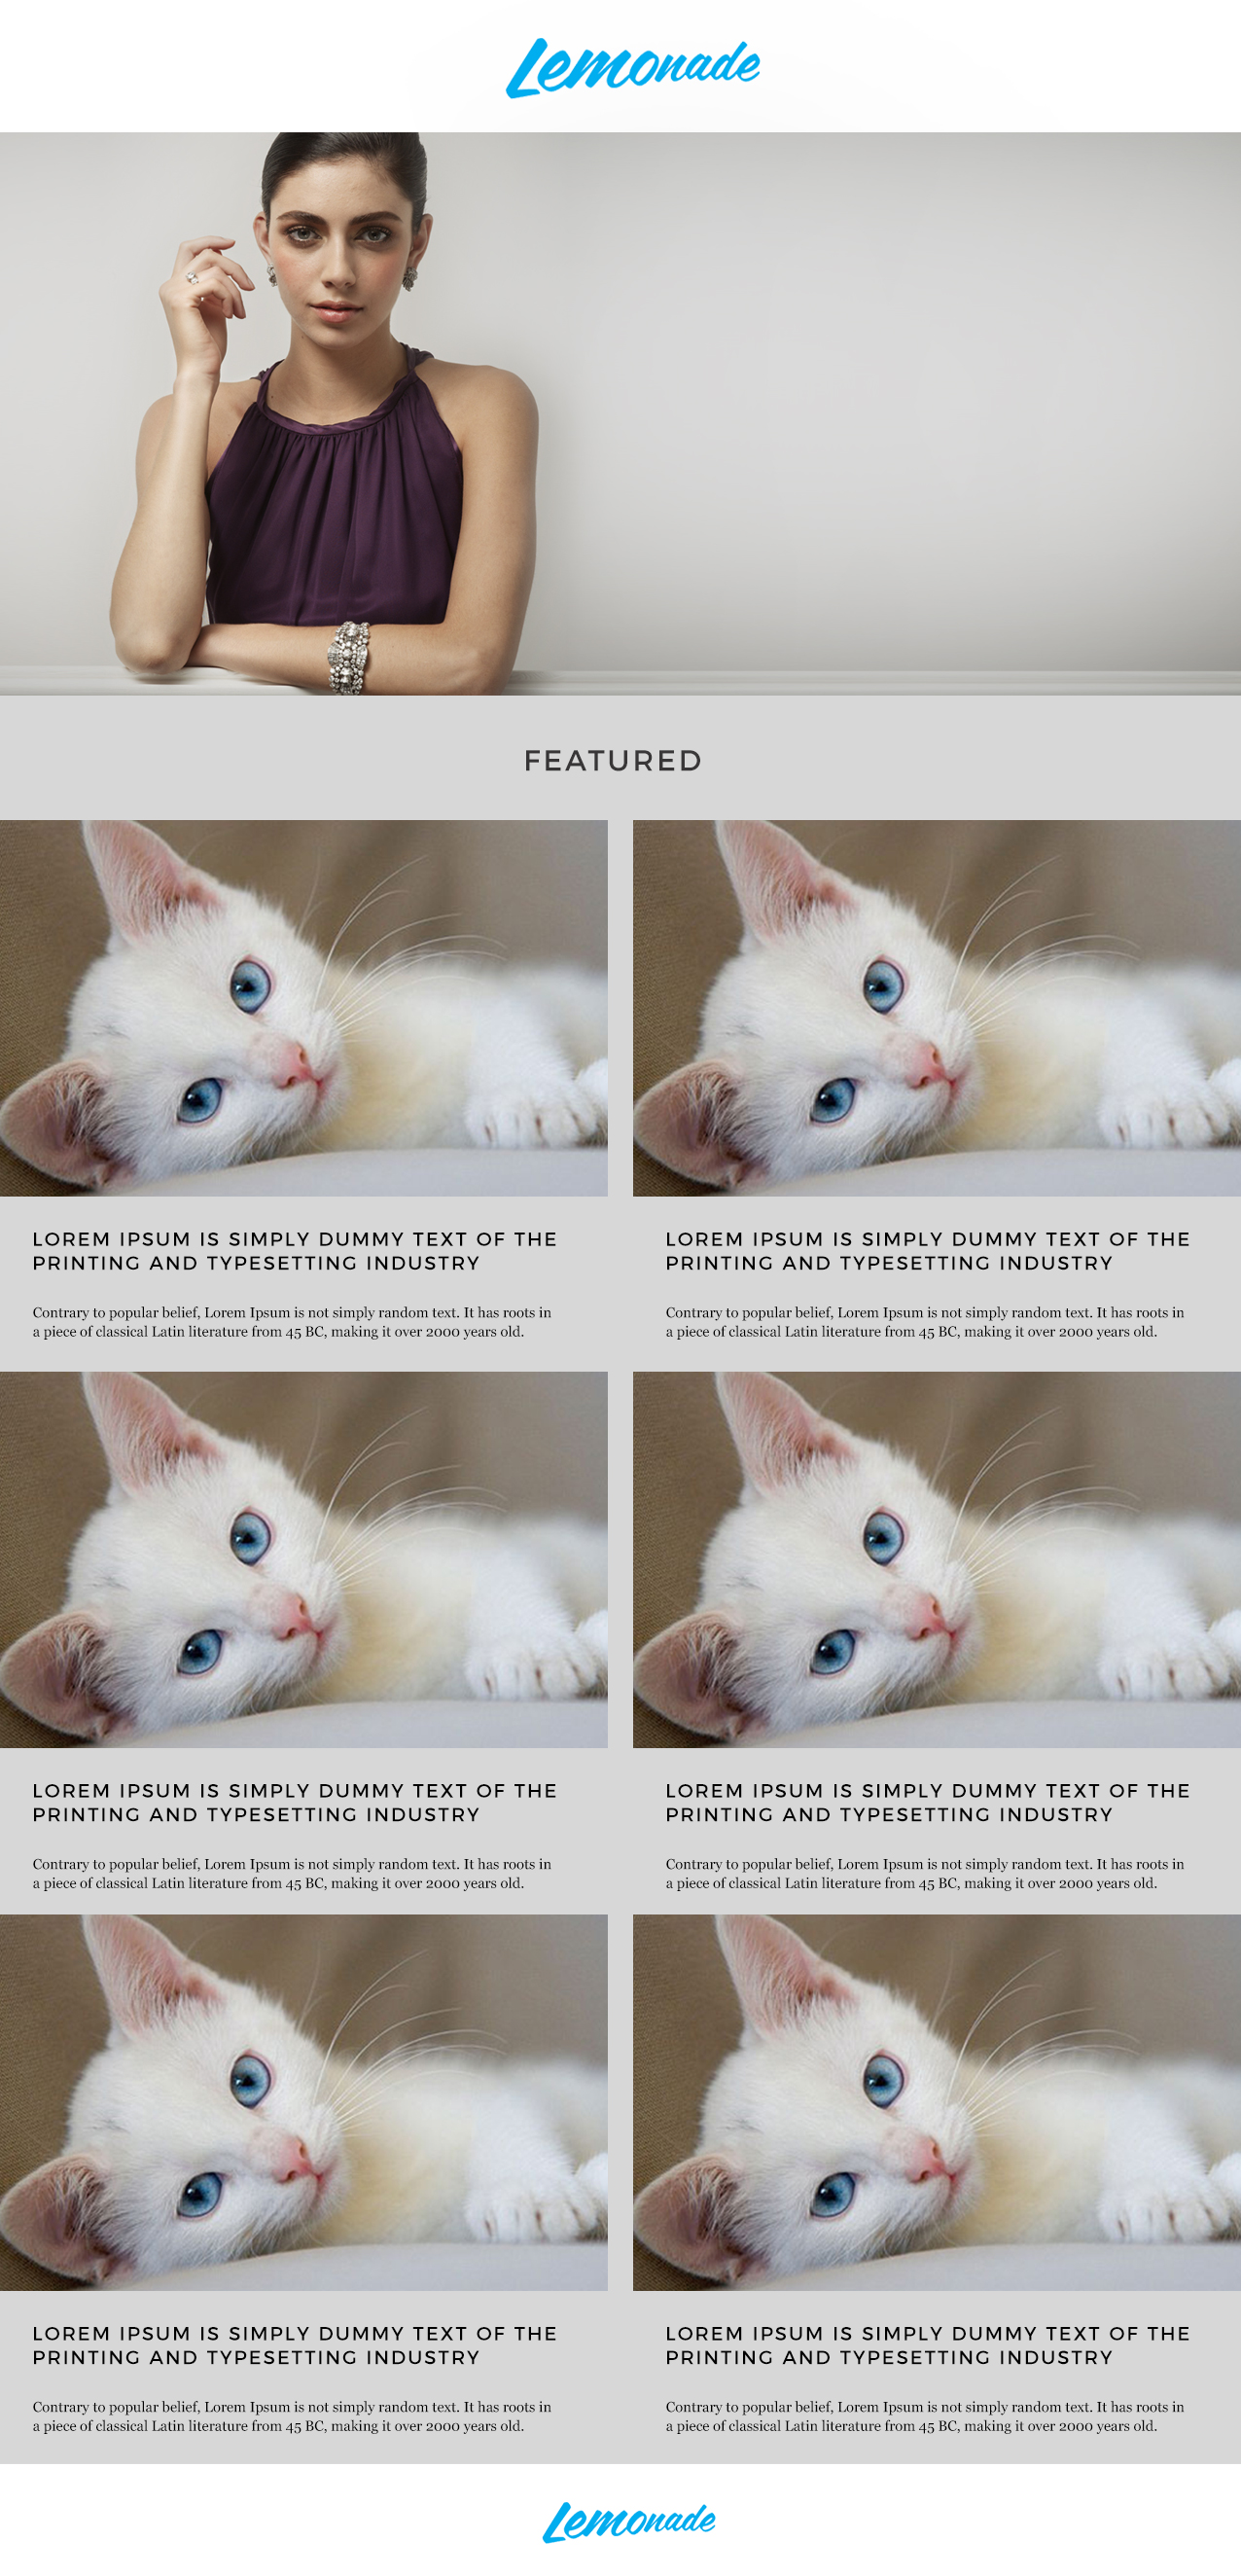 Lemonade
FEATURED
LOREM IPSUM IS SIMPLY DUMMY TEXT OF THE
PRINTING AND TYPESETTING INDUSTRY
Contrary to popular belief, Lorem Ipsum is not simply random text. It has roots in
a piece of classical Latin literature from 45 BC, making it over 2000 years old.
LOREM IPSUM IS SIMPLY DUMMY TEXT OF THE
PRINTING AND TYPESETTING INDUSTRY
Contrary to popular belief, Lorem Ipsum is not simply random text. It has roots in
a piece of classical Latin literature from 45 BC, making it over 2000 years old.
LOREM IPSUM IS SIMPLY DUMMY TEXT OF THE
PRINTING AND TYPESETTING INDUSTRY
Contrary to popular belief, Lorem Ipsum is not simply random text. It has roots in
a piece of classical Latin literature from 45 BC, making it over 2000 years old.
LOREM IPSUM IS SIMPLY DUMMY TEXT OF THE
PRINTING AND TYPESETTING INDUSTRY
Contrary to popular belief, Lorem Ipsum is not simply random text. It has roots in
a piece of classical Latin literature from 45 BC, making it over 2000 years old.
LOREM IPSUM IS SIMPLY DUMMY TEXT OF THE
PRINTING AND TYPESETTING INDUSTRY
Contrary to popular belief, Lorem Ipsum is not simply random text. It has roots in
a piece of classical Latin literature from 45 BC, making it over 2000 years old.
LOREM IPSUM IS SIMPLY DUMMY TEXT OF THE
PRINTING AND TYPESETTING INDUSTRY
Contrary to popular belief, Lorem Ipsum is not simply random text. It has roots in
a piece of classical Latin literature from 45 BC, making it over 2000 years old.
Lemonade